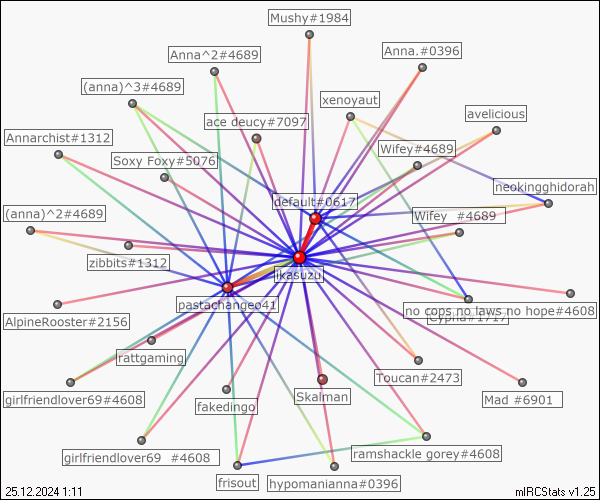 Mushy#1984
Anna.#0396
Anna^2#4689
(anna)^3#4689
xenoyaut
avelicious
ace deucy#7097
Annarchist#1312
Wifey#4689
Soxy Foxy#5076
neokingghidorah
default#0617
(anna)^2#4689
Wifey #4689
zibbits#1312
ikasuzu
pastachangeo41
no cops no laws no hope#4608
AlpineRooster#2156
rattgaming
Toucan#2473
girlfriendlover69#4608
Skalman
Mad #6901
fakedingo
ramshackle gorey#4608
girlfriendlover69 #4608
frisout
hypomanianna#0396
25.12.2024 1:11
mIRCStats v1.25